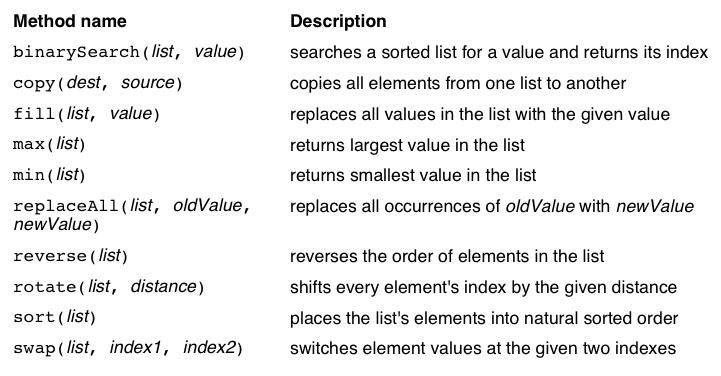 Method name Description
binarySearch(list, value) searches a sorted list for a value and returns its index
copy(dest, source) copies all elements from one list to another
fill(list, value) replaces all values in the list with the given value
max(list) returns largest value in the list
min(list) returns smallest value in the list
replaceAll(list, oldValue, replaces all occurrences of oldValue with newValue
newValue)
reverse(list) reverses the order of elements in the list
rotate(list, distance) shifts every element's index by the given distance
sort(list) places the list's elements into natural sorted order
swap(list, index1, index2) switches element values at the given two indexes